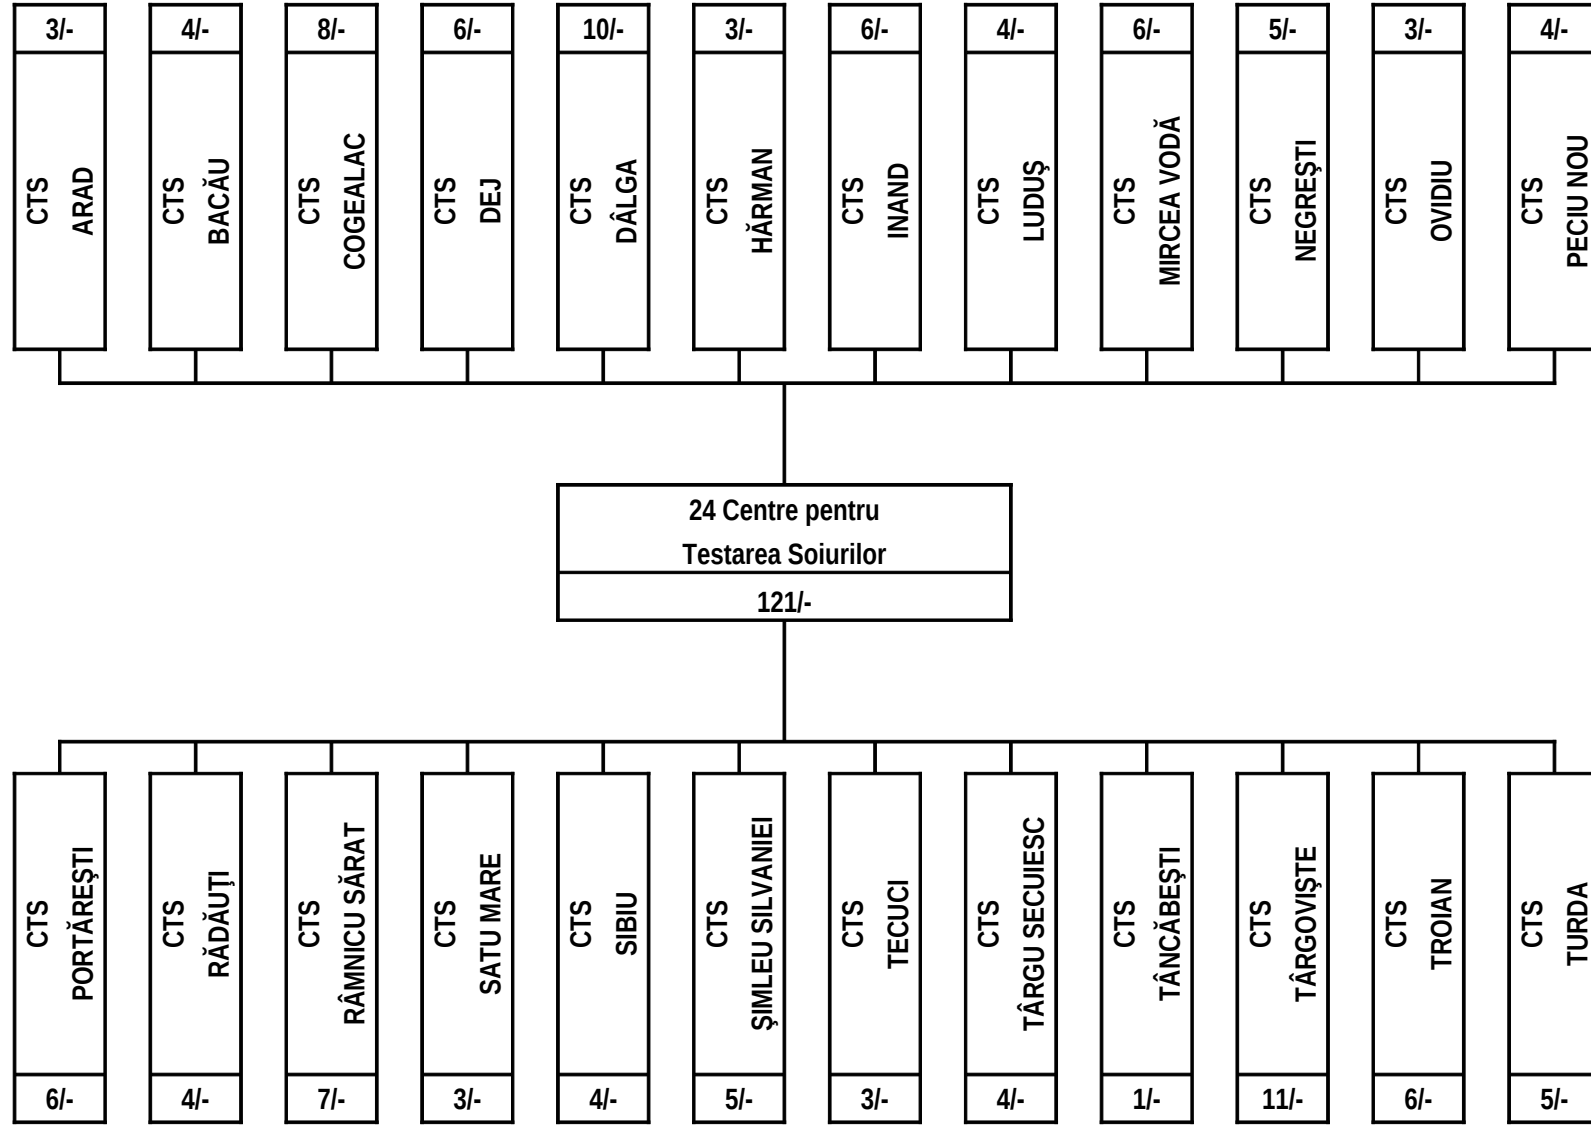 3/-
4/-
8/-
6/-
10/-
3/-
6/-
4/-
6/-
5/-
3/-
4/-
CTS
ARAD
CTS
BACĂU
CTS
COGEALAC
CTS
DEJ
CTS
DÂLGA
CTS
HĂRMAN
CTS
INAND
CTS
LUDUŞ
CTS
MIRCEA VODĂ
CTS
NEGREŞTI
CTS
OVIDIU
CTS
PECIU NOU
24 Centre pentru
Testarea Soiurilor
121/-
CTS
PORTĂREŞTI
CTS
RĂDĂUŢI
CTS
RÂMNICU SĂRAT
CTS
SATU MARE
CTS
SIBIU
CTS
ŞIMLEU SILVANIEI
CTS
TECUCI
CTS
TÂRGU SECUIESC
CTS
TÂNCĂBEŞTI
CTS
TÂRGOVIŞTE
CTS
TROIAN
CTS
TURDA
6/-
4/-
7/-
3/-
4/-
5/-
3/-
4/-
1/-
11/-
6/-
5/-